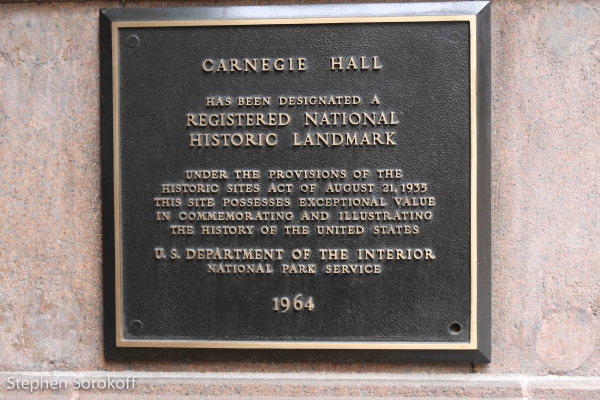 CARNEGIE HALL
HAS BEEN DESIGNATED A
REGISTERED NATIONAL
HISTORIC LANDMARK
UNDER THE PROVISIONS OF THE
HISTORIC SITES ACT OF AUGUST 21, 1935
THIS SITE POSSESSES EXCEPTIONAL VALUE
IN COMMEMORATING AND ILLUSTRATING
THE HISTORY OF THE UNITED STATES
U. S. DEPARTMENT OF THE INTERIOR
NATIONAL PARK SERVICE
1964
Stephen Sorokoff